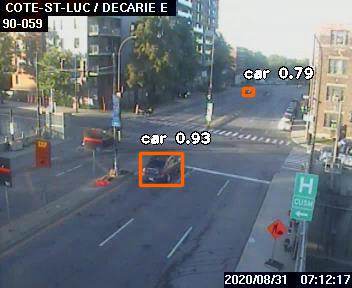 COTE-ST-LUC / DECARIE E
90-059
car 0.79
car 0.93
H
CUSM
2020/08/31 07:12:17